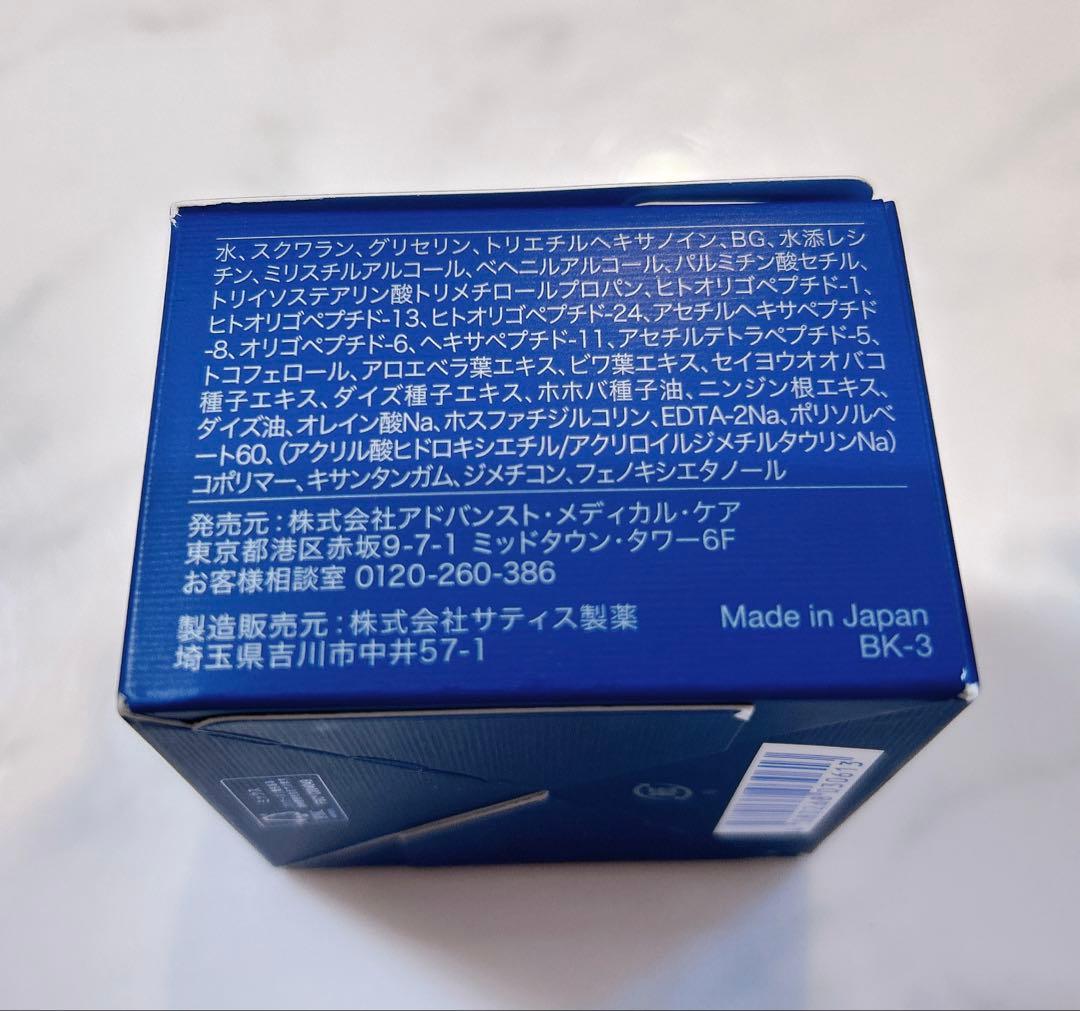 水、スクワラン、グリセリン、トリエチルヘキサノイン、BG、水添レシ
チン、ミリスチルアルコール、ベヘニルアルコール、パルミチン酸セチル、
トリイソステアリン酸トリメチロールプロパン、ヒトオリゴペプチド-1、
ヒトオリゴペプチド-13、ヒトオリゴペプチド-24、アセチルヘキサペプチド
-8、オリゴペプチド-6、ヘキサペプチド-11、アセチルテトラペプチド-5、
トコフェロール、アロエベラ葉エキス、ビワ葉エキス、セイヨウオオバコ
種子エキス、ダイズ種子エキス、ホホバ種子油、ニンジン根エキス、
ダイズ油、オレイン酸Na、ホスファチジルコリン、EDTA-2Na、ポリソルベ
ート60、(アクリル酸ヒドロキシエチル/アクリロイルジメチルタウリンNa)
コポリマー、キサンタンガム、ジメチコン、フェノキシエタノール
発売元：株式会社アドバンスト・メディカル・ケア
東京都港区赤坂9-7-1 ミッドタウン・タワー6F
お客様相談室 0120-260-386
製造販売元：株式会社サティス製薬
埼玉県吉川市中井57-1
Made in Japan
BK-3